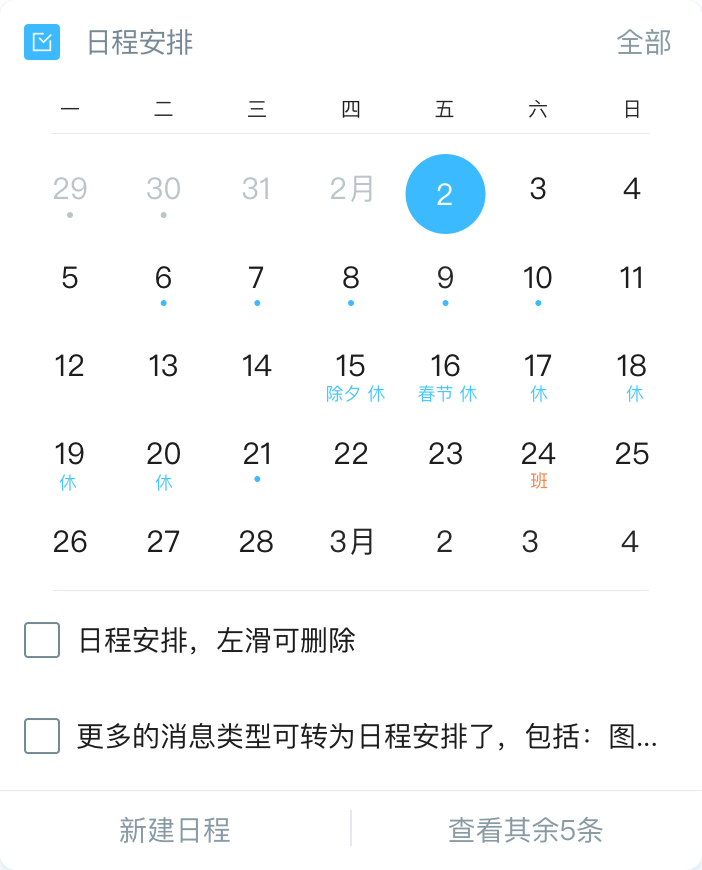 日程安排 全部
一 二 三 四 五 六 日
29 30 31 2月 2 3 4
5 6 7 8 9 10 11
12 13 14 15 16 17 18
除夕 休 春节 休 休 休
19 20 21 22 23 24 25
休 休 班
26 27 28 3月 2 3 4
日程安排，左滑可删除
更多的消息类型可转为日程安排了，包括：图...
新建日程 查看其余5条